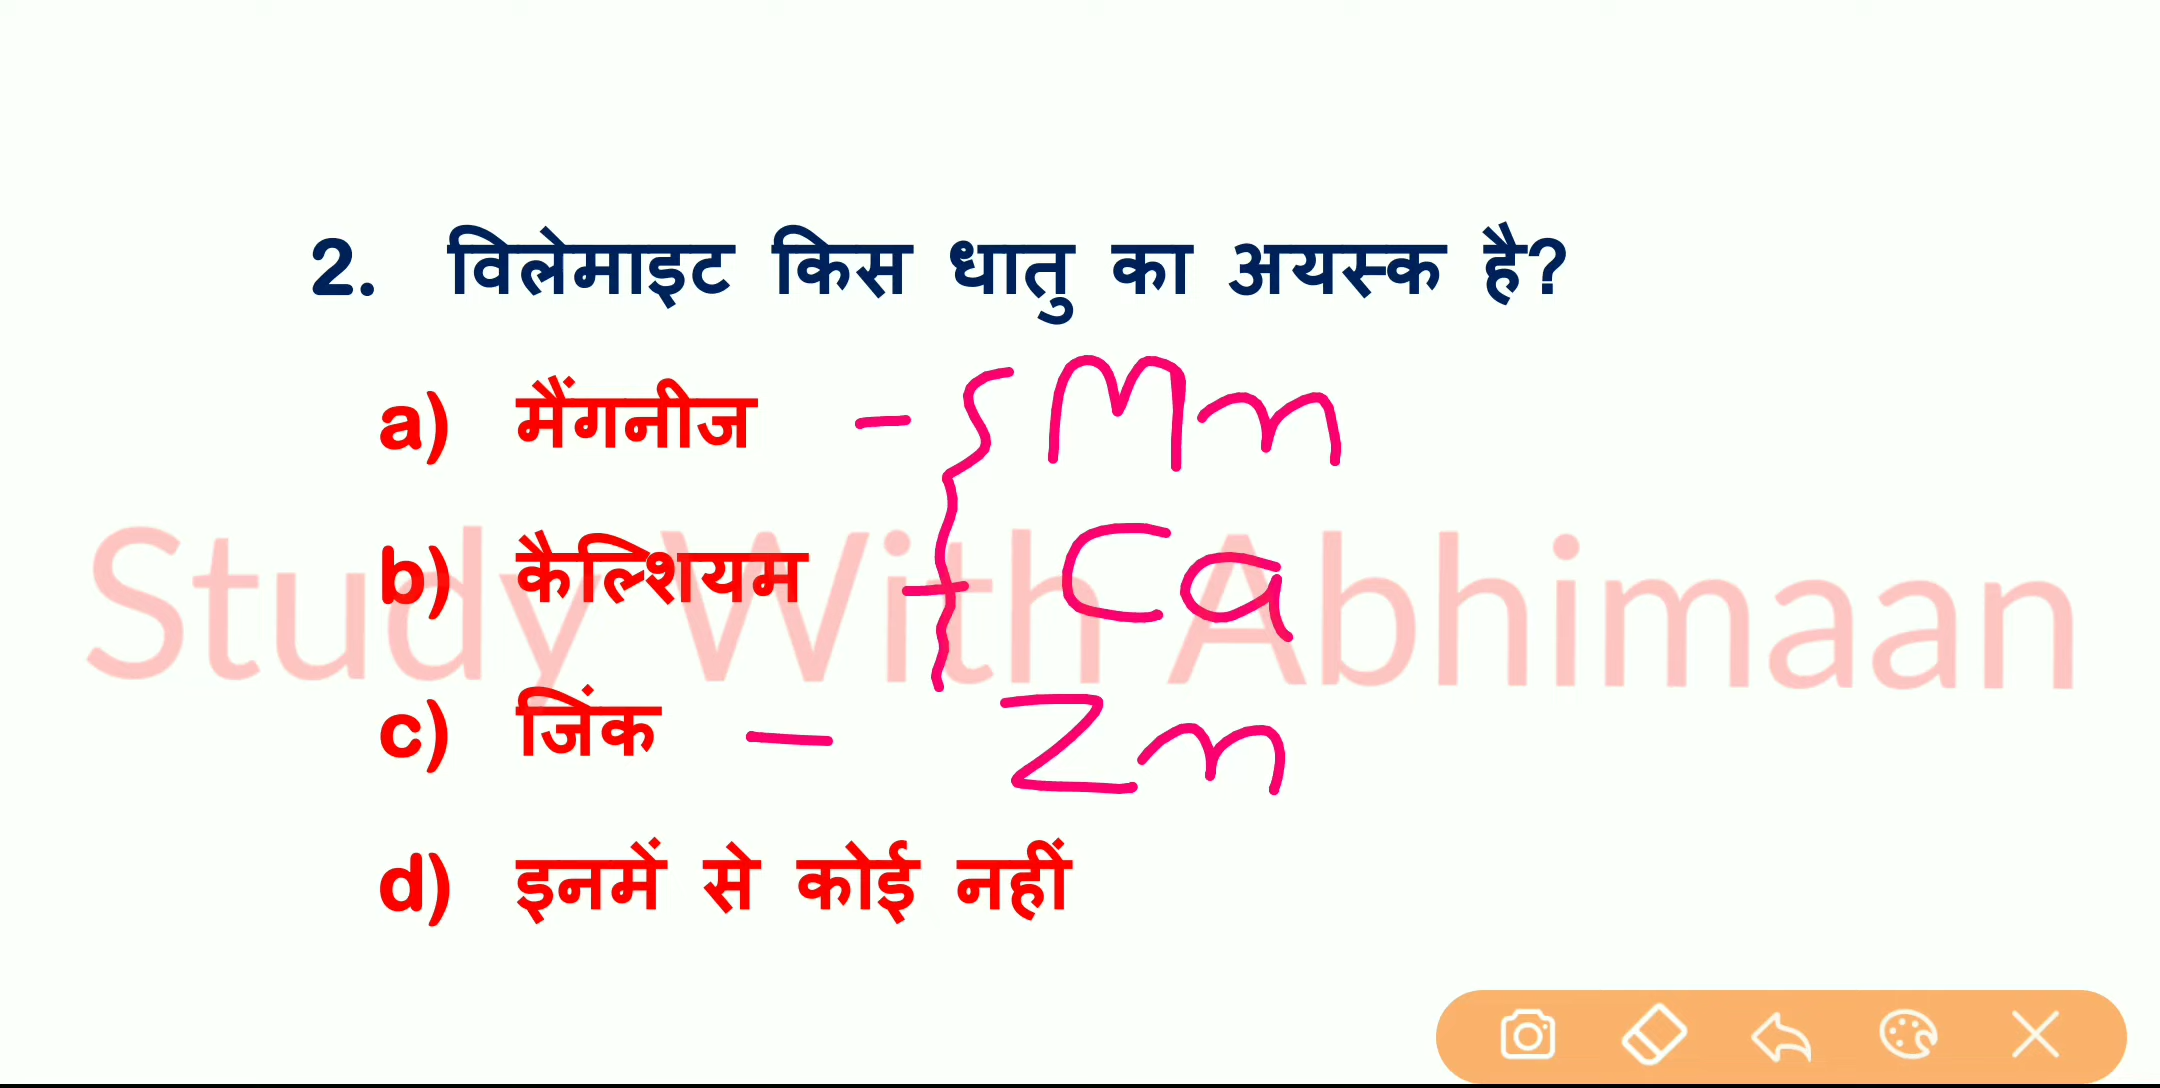 2. विलेमाइट किस धातु का अयस्क है?
a) मैंगनीज - { Mn
b) कैल्शियम - Ca
c) जिंक - Zn
d) इनमें से कोई नहीं
Study With Abhimaan